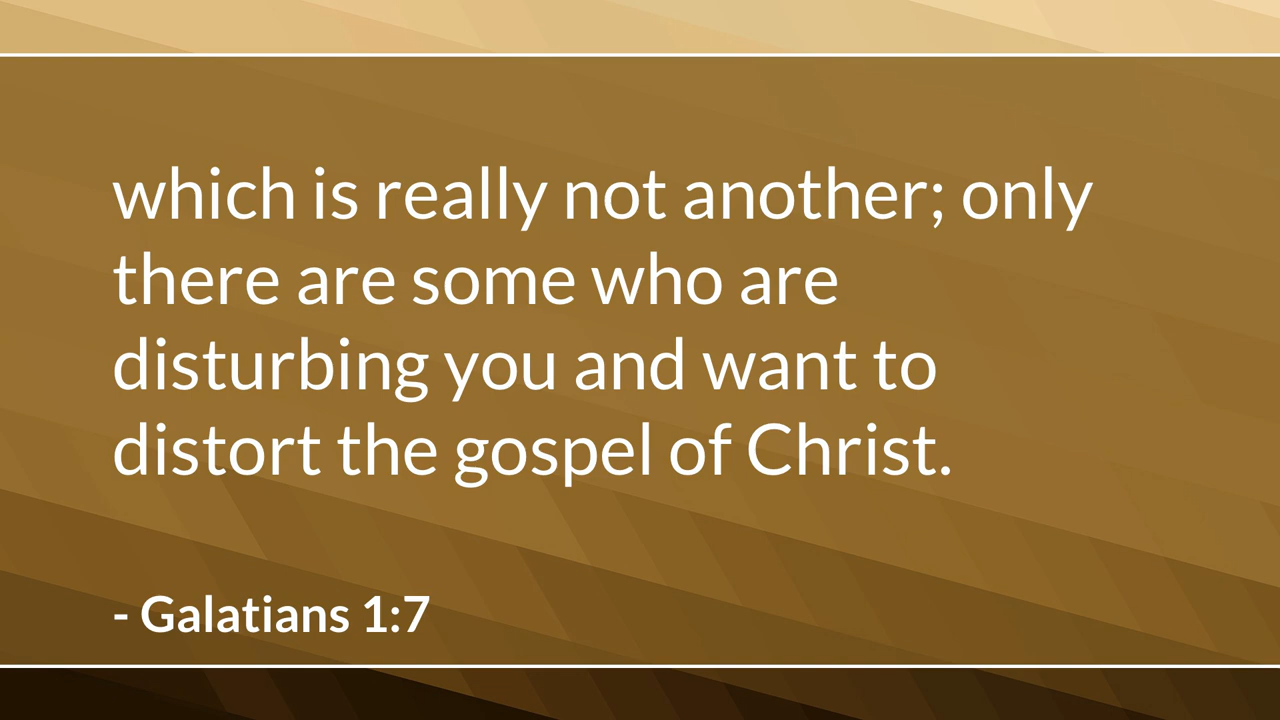 which is really not another; only
there are some who are
disturbing you and want to
distort the gospel of Christ.
- Galatians 1:7